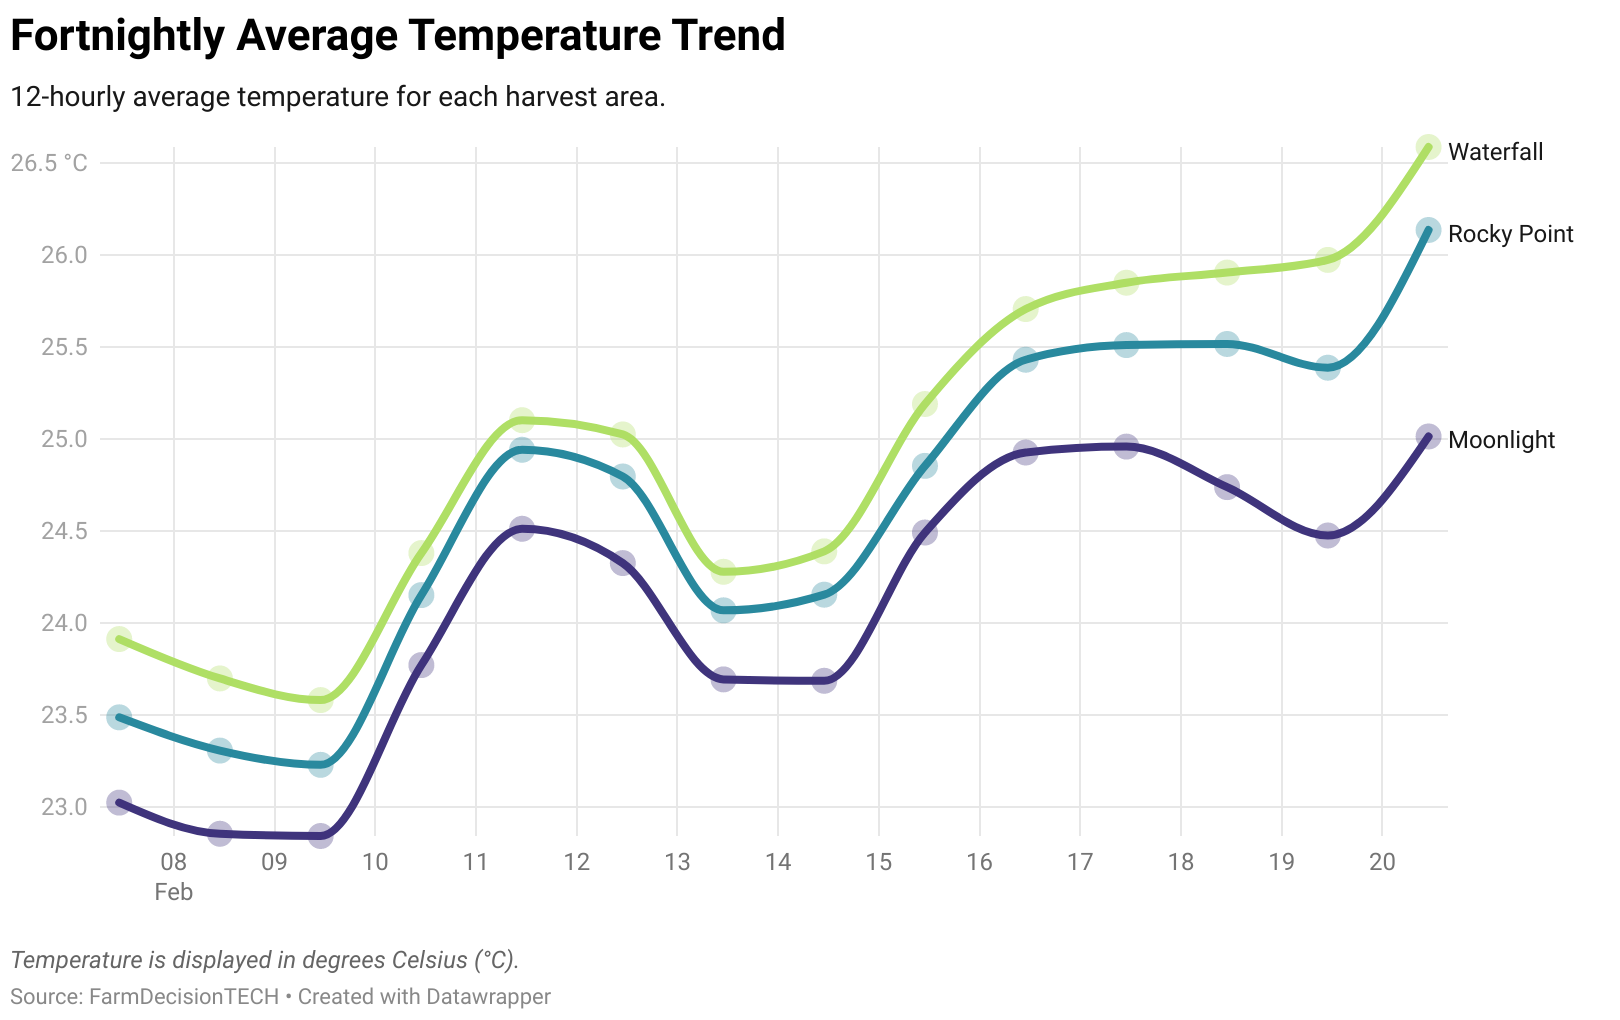 Fortnightly Average Temperature Trend
12-hourly average temperature for each harvest area.
26.5 °C
26.0
25.5
25.0
24.5
24.0
23.5
23.0
Waterfall
Rocky Point
Moonlight
08 09 10 11 12 13 14 15 16 17 18 19 20
Feb
Temperature is displayed in degrees Celsius (°C).
Source: FarmDecisionTECH • Created with Datawrapper